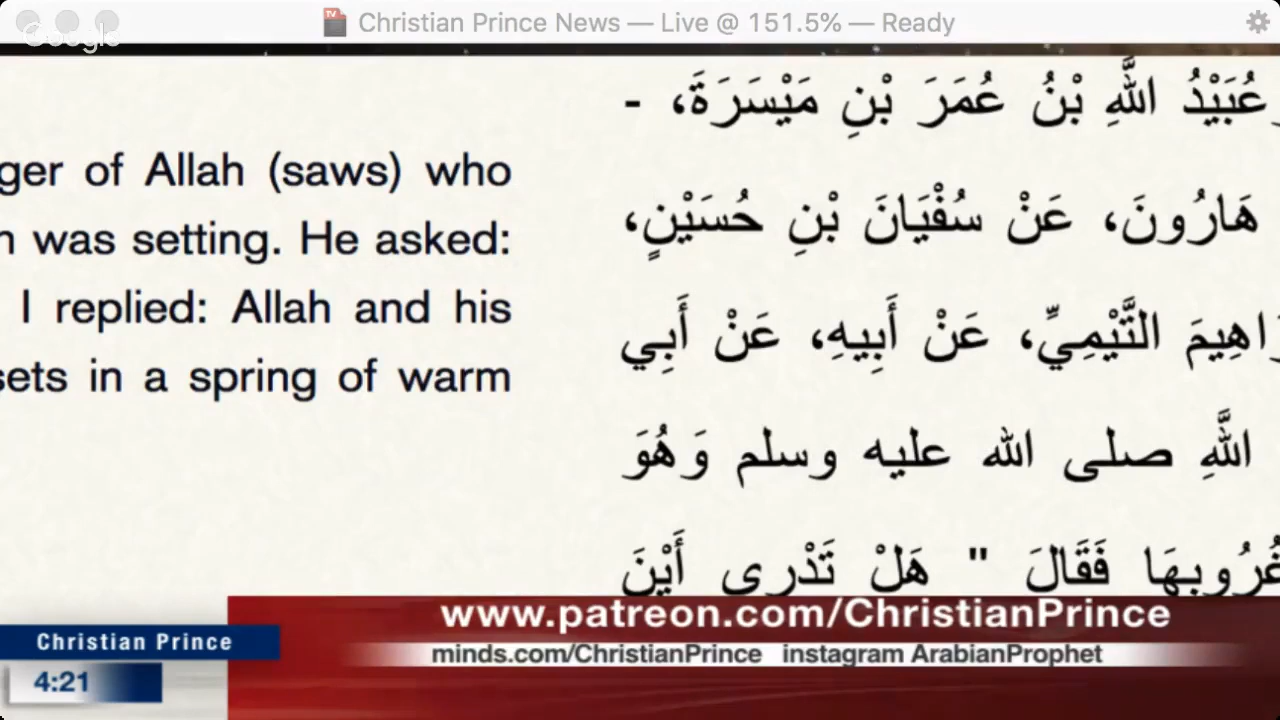 Christian Prince News — Live @ 151.5% — Ready
Google
ger of Allah (saws) who
was setting. He asked:
I replied: Allah and his
sets in a spring of warm
عُبَيْدُ اللَّهِ بْنُ عُمَرَ بْنِ مَيْسَرَةَ، -
هَارُونَ، عَنْ سُفْيَانَ بْنِ حُسَيْنٍ،
رَاهِيمَ التَّيْمِيِّ، عَنْ أَبِيهِ، عَنْ أَبِي
اللَّهِ صلى الله عليه وسلم وَهُوَ
غُرُوبِهَا فَقَالَ " هَلْ تَدْرِي أَيْنَ
www.patreon.com/ChristianPrince
Christian Prince
minds.com/ChristianPrince instagram ArabianProphet
4:21